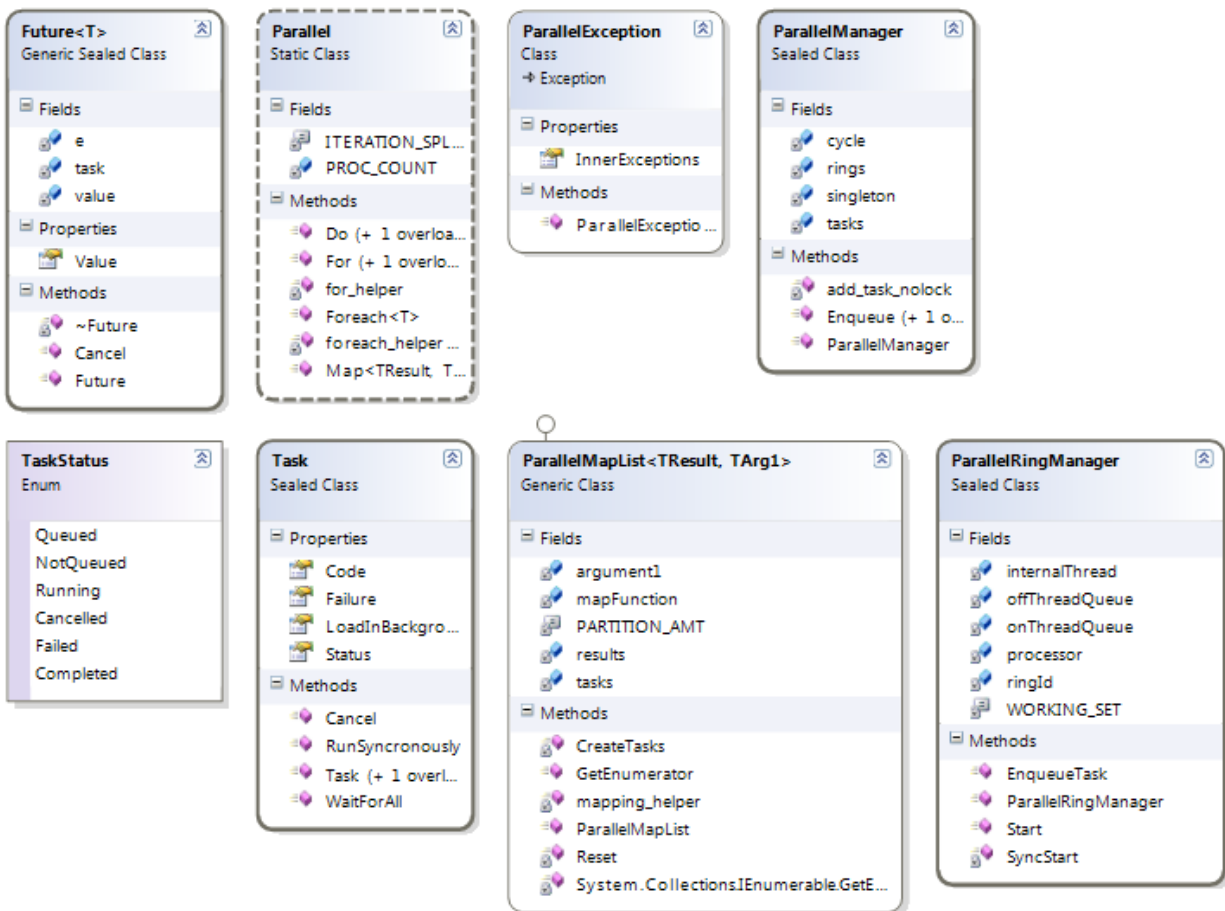 Future<T>
Generic Sealed Class
Fields
e
task
value
Properties
Value
Methods
~Future
Cancel
Future
Parallel
Static Class
Fields
ITERATION_SPL...
PROC_COUNT
Methods
Do (+ 1 overloa...
For (+ 1 overlo...
for_helper
Foreach<T>
foreach_helper ...
Map<TResult, T...
ParallelException
Class
Exception
Properties
InnerExceptions
Methods
ParallelExceptio ...
ParallelManager
Sealed Class
Fields
cycle
rings
singleton
tasks
Methods
add_task_nolock
Enqueue (+ 1 o...
ParallelManager
TaskStatus
Enum
Queued
NotQueued
Running
Cancelled
Failed
Completed
Task
Sealed Class
Properties
Code
Failure
LoadInBackgro...
Status
Methods
Cancel
RunSyncronously
Task (+ 1 overl...
WaitForAll
ParallelMapList<TResult, TArg1>
Generic Class
Fields
argument1
mapFunction
PARTITION_AMT
results
tasks
Methods
CreateTasks
GetEnumerator
mapping_helper
ParallelMapList
Reset
System.Collections.IEnumerable.GetE...
ParallelRingManager
Sealed Class
Fields
internalThread
offThreadQueue
onThreadQueue
processor
ringId
WORKING_SET
Methods
EnqueueTask
ParallelRingManager
Start
SyncStart